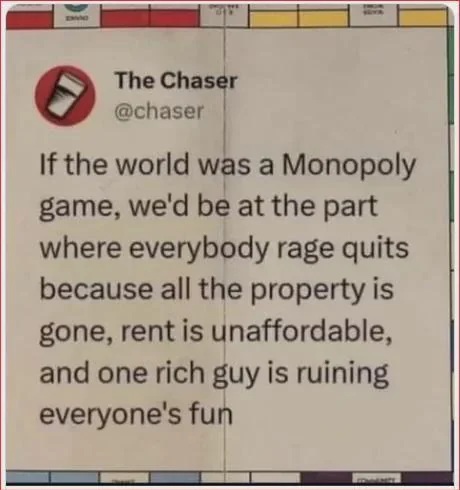 The Chaser
@chaser
If the world was a Monopoly
game, we'd be at the part
where everybody rage quits
because all the property is
gone, rent is unaffordable,
and one rich guy is ruining
everyone's fun